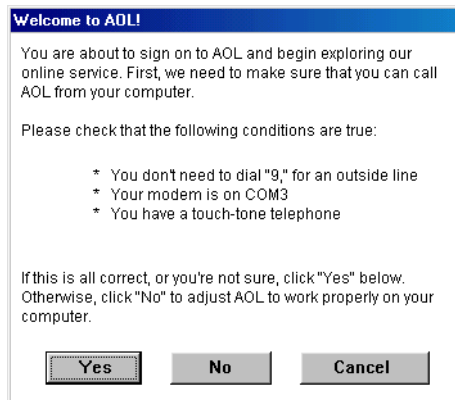 Welcome to AOL!
You are about to sign on to AOL and begin exploring our
online service. First, we need to make sure that you can call
AOL from your computer.
Please check that the following conditions are true:
* You don't need to dial "9," for an outside line
* Your modem is on COM3
* You have a touch-tone telephone
If this is all correct, or you're not sure, click "Yes" below.
Otherwise, click "No" to adjust AOL to work properly on your
computer.
Yes No Cancel